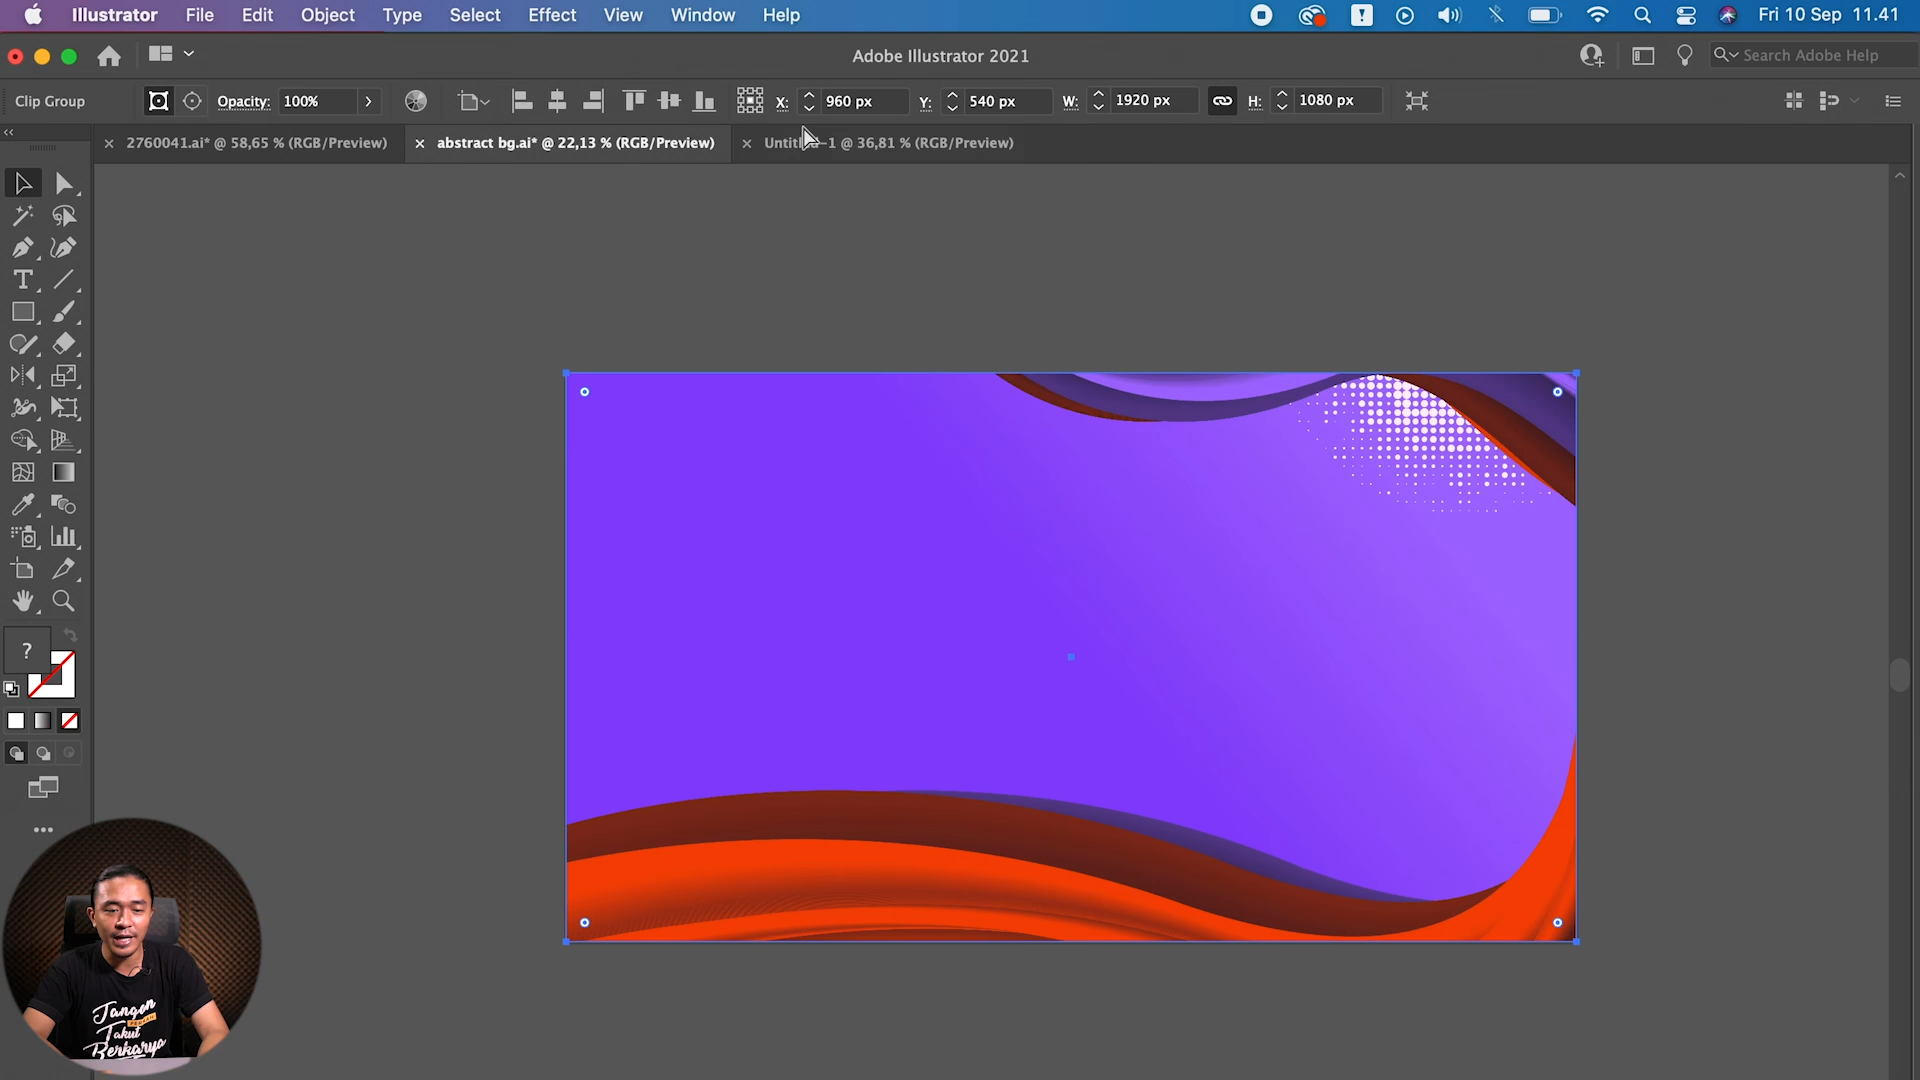 Illustrator File Edit Object Type Select Effect View Window Help Fri 10 Sep 11.41
Adobe Illustrator 2021 Search Adobe Help
Clip Group Opacity: 100% X: 960 px Y: 540 px W: 1920 px H: 1080 px
2760041.ai* @ 58,65 % (RGB/Preview) abstract bg.ai* @ 22,13 % (RGB/Preview) Untitled-1 @ 36,81 % (RGB/Preview)
T
?
Jangan
Takut
Berkarya